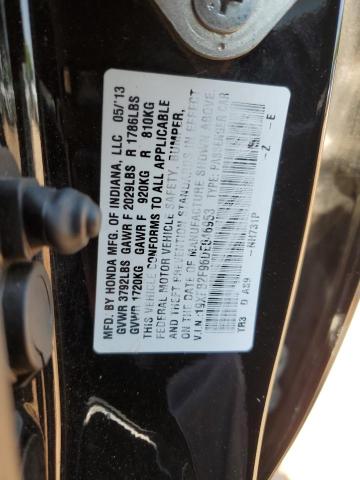 MFD. BY HONDA MFG. OF INDIANA, LLC 05/'13
GVWR 3792LBS GAWR F 2029LBS R 1786LBS
GVWR 1720KG GAWR F 920KG R 810KG
THIS VEHICLE CONFORMS TO ALL APPLICABLE
FEDERAL MOTOR VEHICLE SAFETY, BUMPER,
AND THEFT PREVENTION STANDARDS IN EFFECT
ON THE DATE OF MANUFACTURE SHOWN ABOVE.
V.I.N.: TYPE: PASSENGER CAR
TR3 -NH731P -Z -E